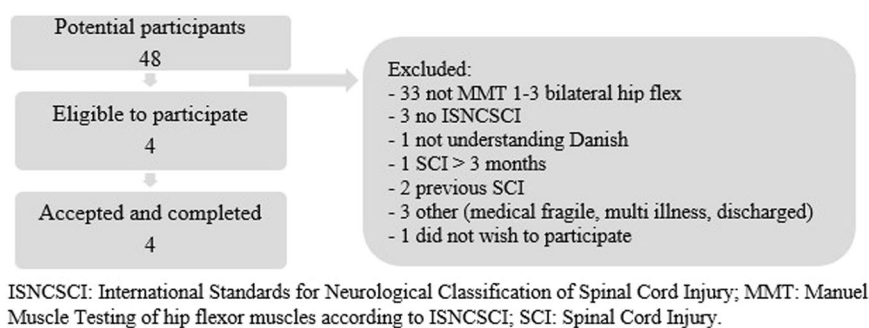 Potential participants
48
Eligible to participate
4
Accepted and completed
4
Excluded:
- 33 not MMT 1-3 bilateral hip flex
- 3 no ISNCSCI
- 1 not understanding Danish
- 1 SCI > 3 months
- 2 previous SCI
- 3 other (medical fragile, multi illness, discharged)
- 1 did not wish to participate
ISNCSCI: International Standards for Neurological Classification of Spinal Cord Injury; MMT: Manuel
Muscle Testing of hip flexor muscles according to ISNCSCI; SCI: Spinal Cord Injury.